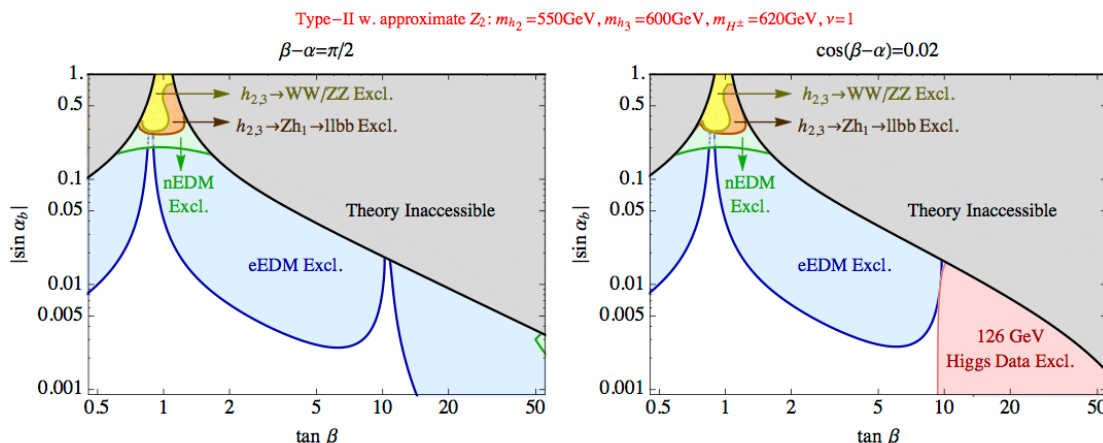 Type−II w. approximate Z₂: m_h₂=550GeV, m_h₃=600GeV, m_H±=620GeV, ν=1
β−α=π/2
1.
0.5
0.1
0.05
0.01
0.005
0.001
|sin α_b|
h₂,₃→WW/ZZ Excl.
h₂,₃→Zh₁→llbb Excl.
nEDM
Excl.
Theory Inaccessible
eEDM Excl.
0.5 1 2 5 10 20 50
tan β
cos(β−α)=0.02
1.
0.5
0.1
0.05
0.01
0.005
0.001
|sin α_b|
h₂,₃→WW/ZZ Excl.
h₂,₃→Zh₁→llbb Excl.
nEDM
Excl.
Theory Inaccessible
eEDM Excl.
126 GeV
Higgs Data Excl.
0.5 1 2 5 10 20 50
tan β